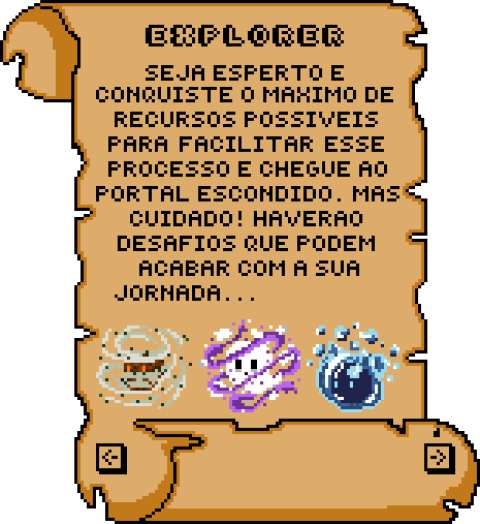 EXPLORER
SEJA ESPERTO E
CONQUISTE O MAXIMO DE
RECURSOS POSSIVEIS
PARA FACILITAR ESSE
PROCESSO E CHEGUE AO
PORTAL ESCONDIDO. MAS
CUIDADO! HAVERAO
DESAFIOS QUE PODEM
ACABAR COM A SUA
JORNADA...